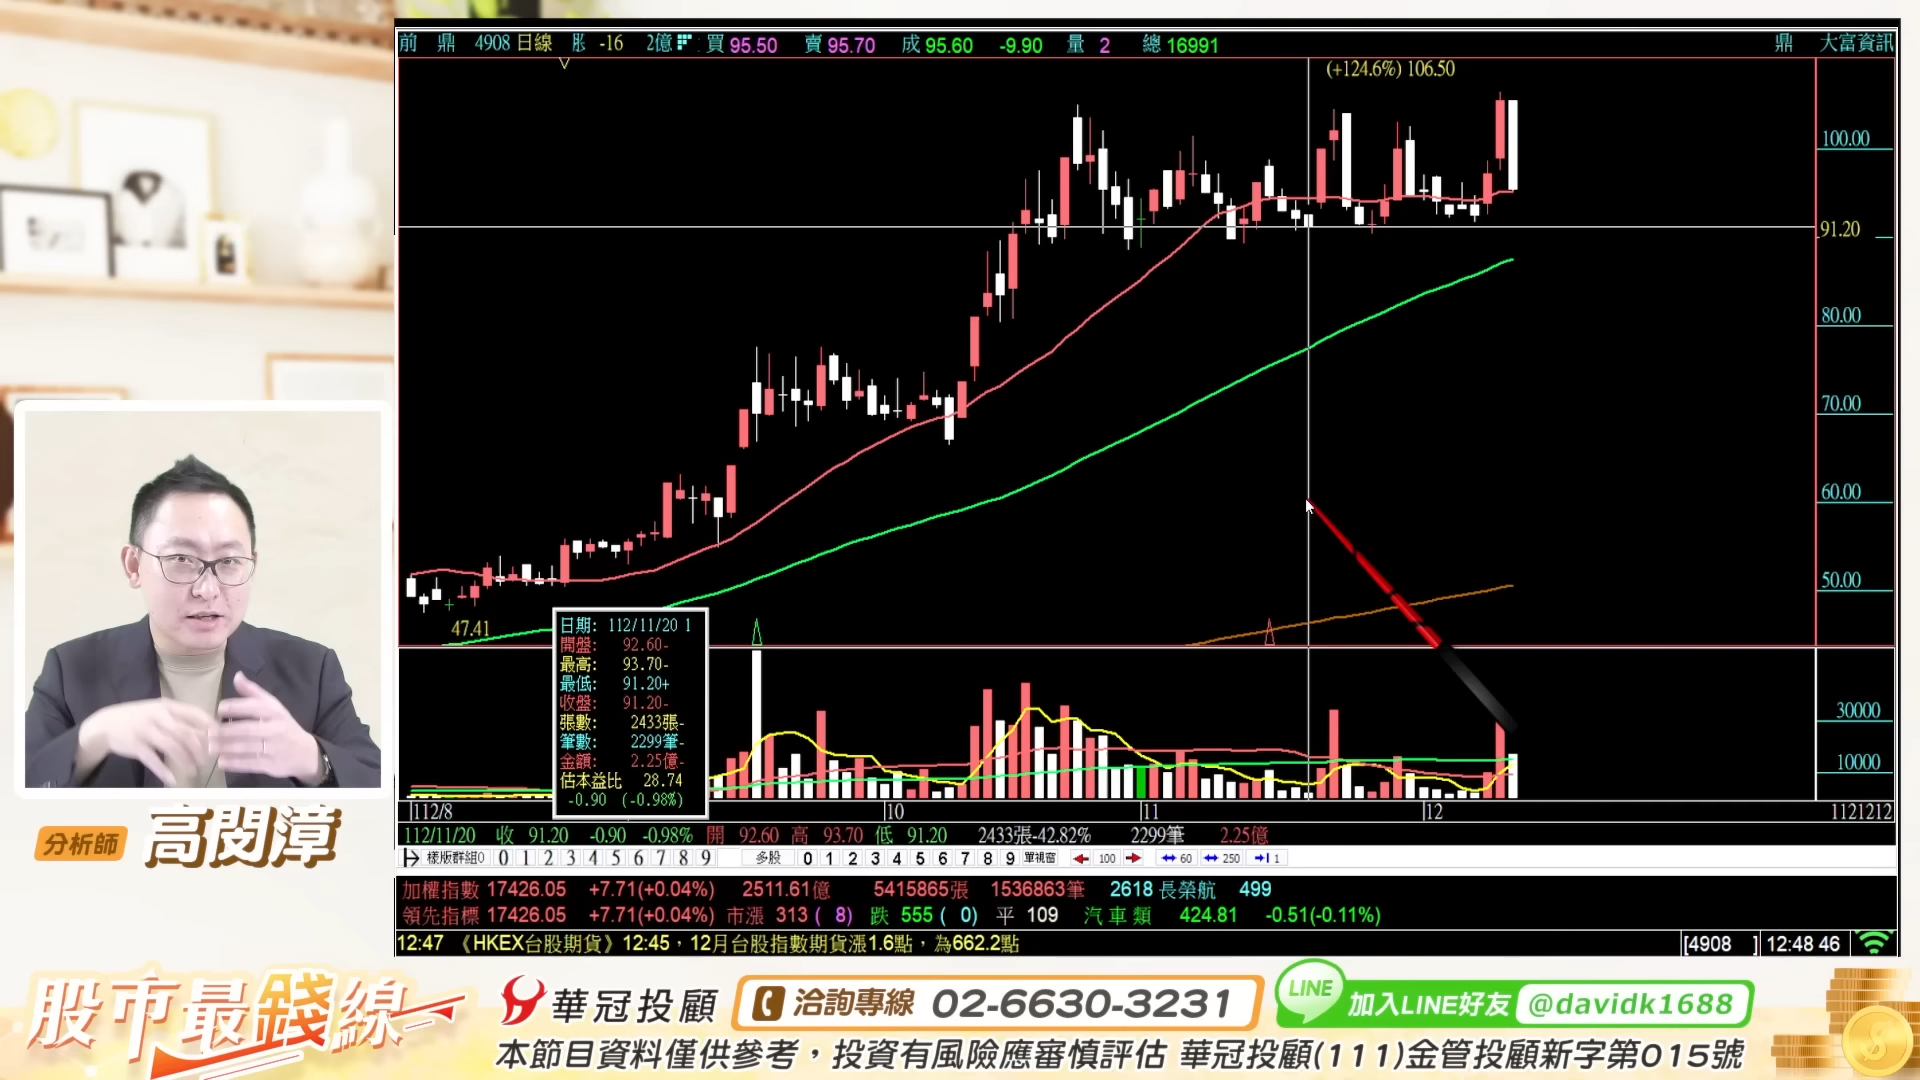 前 鼎 4908 日線 -16 2億 買 95.50 賣 95.70 成 95.60 -9.90 量 2 總 16991 鼎 大富資訊
(+124.6%) 106.50
100.00
91.20
80.00
70.00
60.00
50.00
47.41
日期: 112/11/20 1
開盤: 92.60-
最高: 93.70-
最低: 91.20+
收盤: 91.20-
張數: 2433張-
筆數: 2299筆-
金額: 2.25億-
估本益比 28.74
-0.90 (-0.98%)
30000
10000
112/8 10 11 12 1121212
112/11/20 收 91.20 -0.90 -0.98% 開 92.60 高 93.70 低 91.20 2433張-42.82% 2299筆 2.25億
樣版群組0 0 1 2 3 4 5 6 7 8 9 多股 0 1 2 3 4 5 6 7 8 9 單視窗 100 60 250 1
加權指數 17426.05 +7.71(+0.04%) 2511.61億 5415865張 1536863筆 2618 長榮航 499
領先指標 17426.05 +7.71(+0.04%) 市漲 313 ( 8) 跌 555 ( 0) 平 109 汽車類 424.81 -0.51(-0.11%)
12:47 《HKEX台股期貨》12:45，12月台股指數期貨漲1.6點，為662.2點 [4908 ] 12:48 46
分析師 高閔漳
股市最錢線
華冠投顧 洽詢專線 02-6630-3231 LINE 加入LINE好友 @davidk1688
本節目資料僅供參考，投資有風險應審慎評估 華冠投顧(111)金管投顧新字第015號